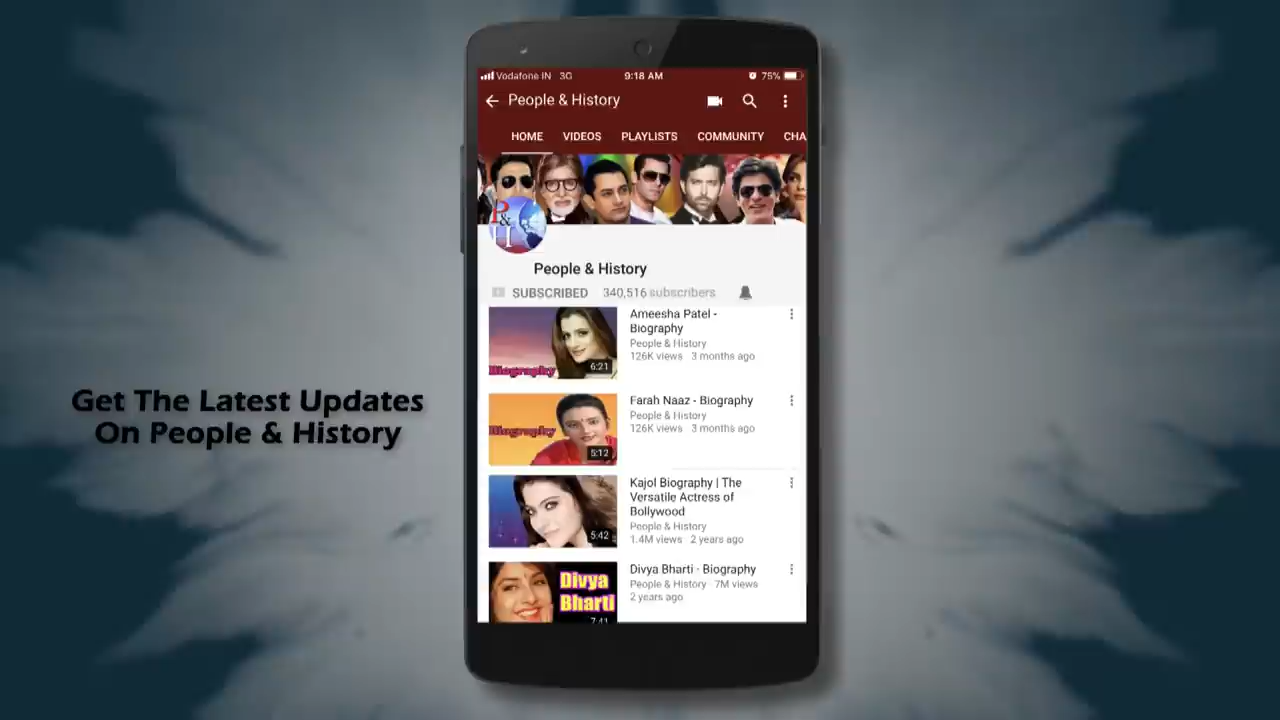 Vodafone IN 3G 9:18 AM 75%
People & History
HOME VIDEOS PLAYLISTS COMMUNITY CHA
P
&
H
People & History
SUBSCRIBED 340,516 subscribers
Ameesha Patel -
Biography
People & History
126K views · 3 months ago
Biography
6:21
Farah Naaz - Biography
People & History
126K views · 3 months ago
Biography
5:12
Kajol Biography | The
Versatile Actress of
Bollywood
People & History
1.4M views · 2 years ago
5:42
Divya Bharti - Biography
People & History · 7M views
2 years ago
Divya
Bharti
7:41
Get The Latest Updates
On People & History